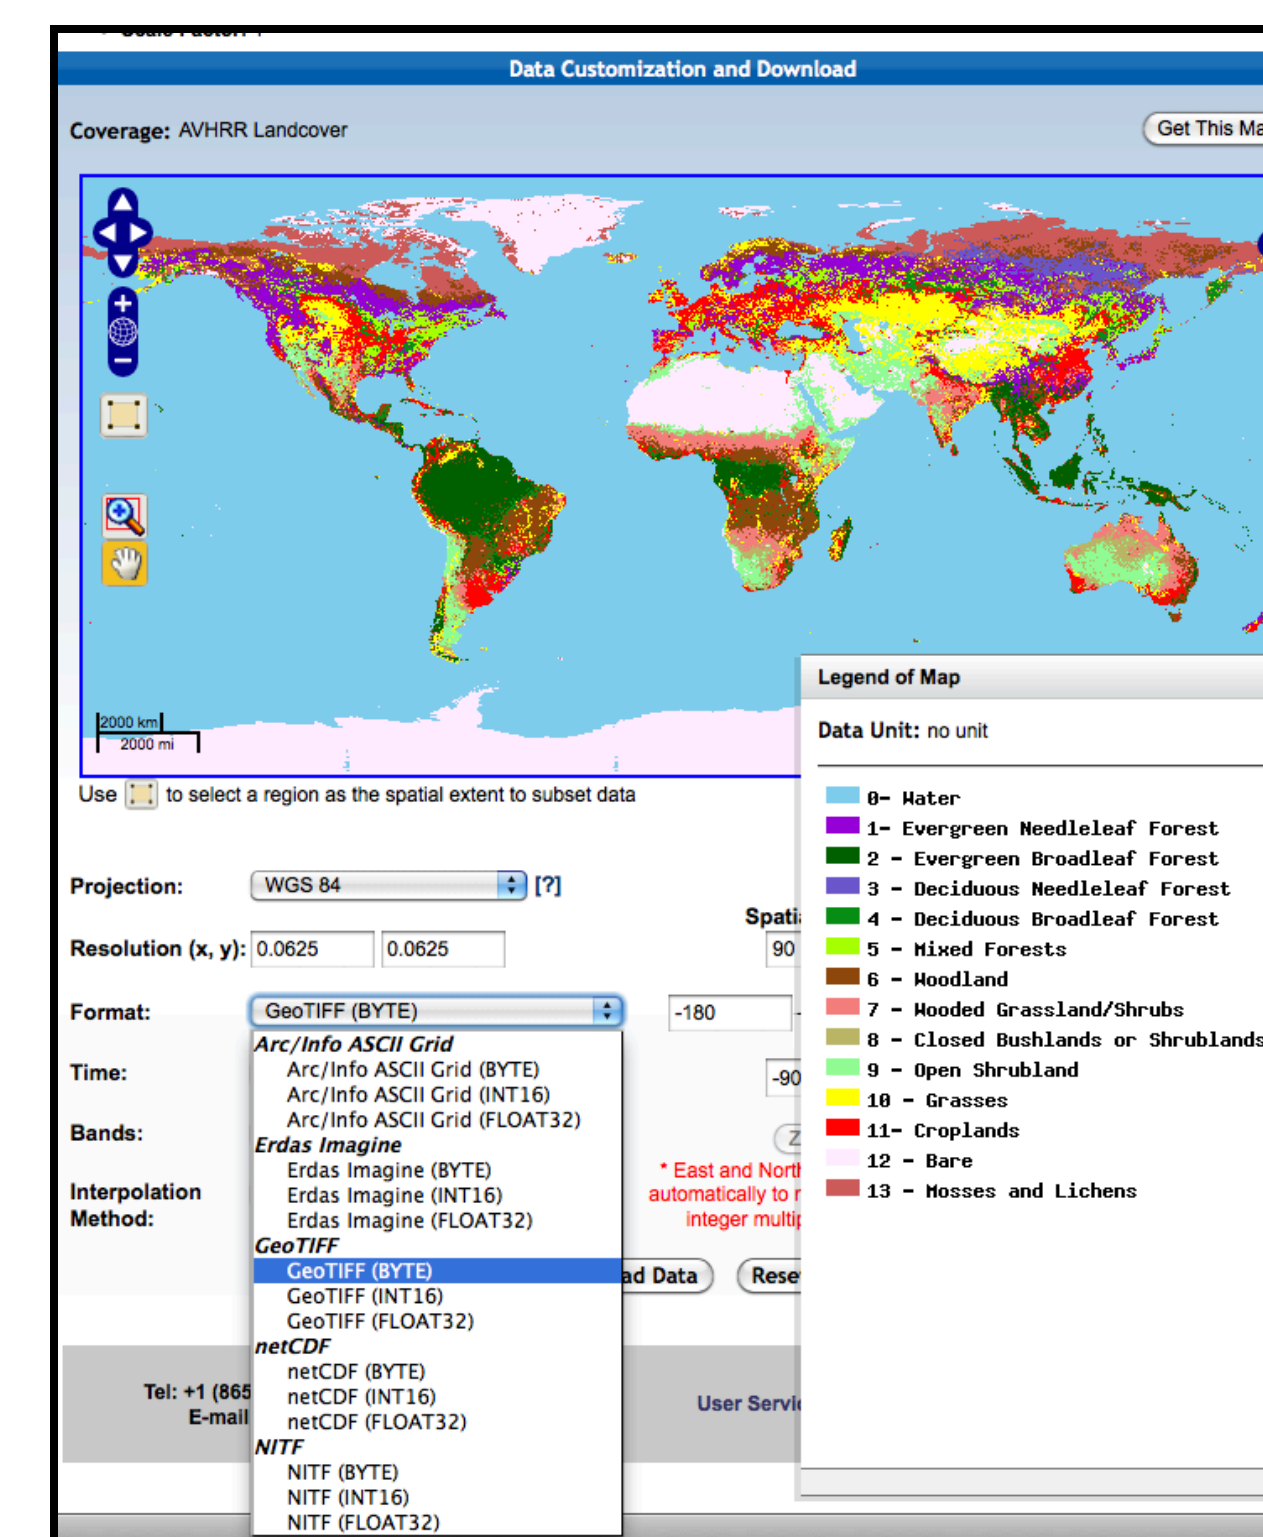 Scale Factor: 1
Data Customization and Download
Coverage: AVHRR Landcover
Get This Ma
2000 km
2000 mi
Use to select a region as the spatial extent to subset data
Projection:
WGS 84
[?]
Resolution (x, y):
0.0625
0.0625
Format:
GeoTIFF (BYTE)
Arc/Info ASCII Grid
Arc/Info ASCII Grid (BYTE)
Arc/Info ASCII Grid (INT16)
Arc/Info ASCII Grid (FLOAT32)
Erdas Imagine
Erdas Imagine (BYTE)
Erdas Imagine (INT16)
Erdas Imagine (FLOAT32)
GeoTIFF
GeoTIFF (BYTE)
GeoTIFF (INT16)
GeoTIFF (FLOAT32)
netCDF
netCDF (BYTE)
netCDF (INT16)
netCDF (FLOAT32)
NITF
NITF (BYTE)
NITF (INT16)
NITF (FLOAT32)
Time:
Bands:
Interpolation
Method:
Spatia
90
-180
-90
Z
* East and North
automatically to r
integer multip
ad Data
Rese
Tel: +1 (865
E-mail
User Servi
Legend of Map
Data Unit: no unit
0- Water
1- Evergreen Needleleaf Forest
2 - Evergreen Broadleaf Forest
3 - Deciduous Needleleaf Forest
4 - Deciduous Broadleaf Forest
5 - Mixed Forests
6 - Woodland
7 - Wooded Grassland/Shrubs
8 - Closed Bushlands or Shrublands
9 - Open Shrubland
10 - Grasses
11- Croplands
12 - Bare
13 - Mosses and Lichens